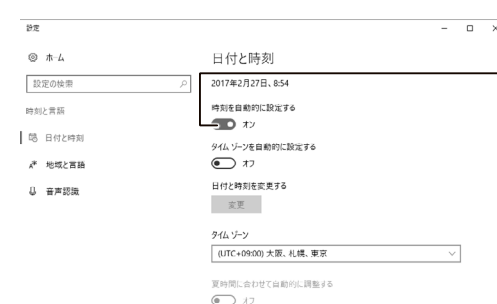 設定
ホーム
設定の検索
時刻と言語
日付と時刻
地域と言語
音声認識
日付と時刻
2017年2月27日、8:54
時刻を自動的に設定する
オン
タイム ゾーンを自動的に設定する
オフ
日付と時刻を変更する
変更
タイム ゾーン
(UTC+09:00) 大阪、札幌、東京
夏時間に合わせて自動的に調整する
オフ